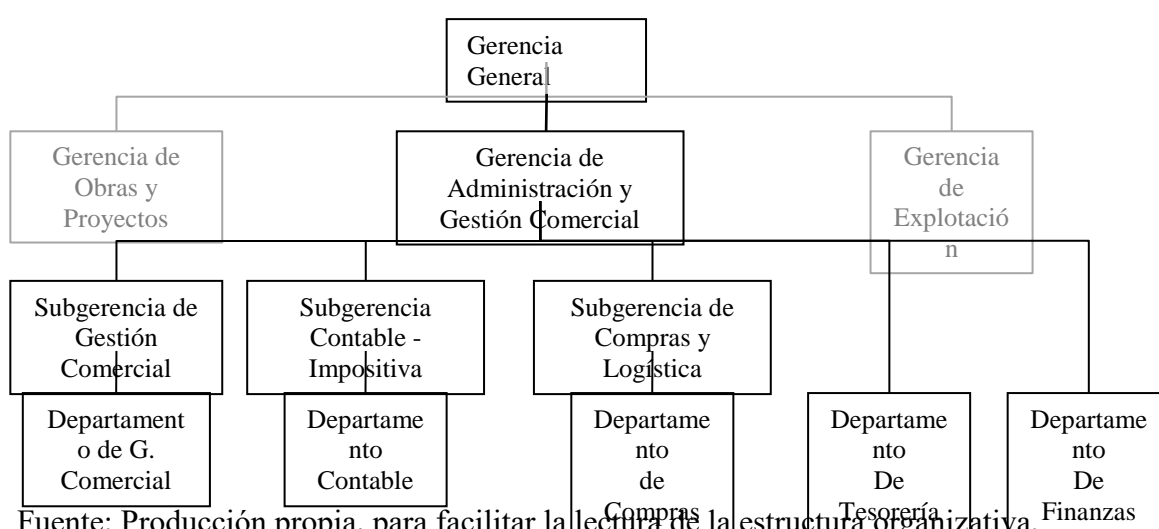 Gerencia
General
Gerencia de
Obras y
Proyectos
Gerencia de
Administración y
Gestión Comercial
Gerencia
de
Explotació
n
Subgerencia de
Gestión
Comercial
Subgerencia
Contable -
Impositiva
Subgerencia de
Compras y
Logística
Departament
o de G.
Comercial
Departame
nto
Contable
Departame
nto
de
Compras
Departame
nto
De
Tesorería
Departame
nto
De
Finanzas
Fuente: Producción propia, para facilitar la lectura de la estructura organizativa.